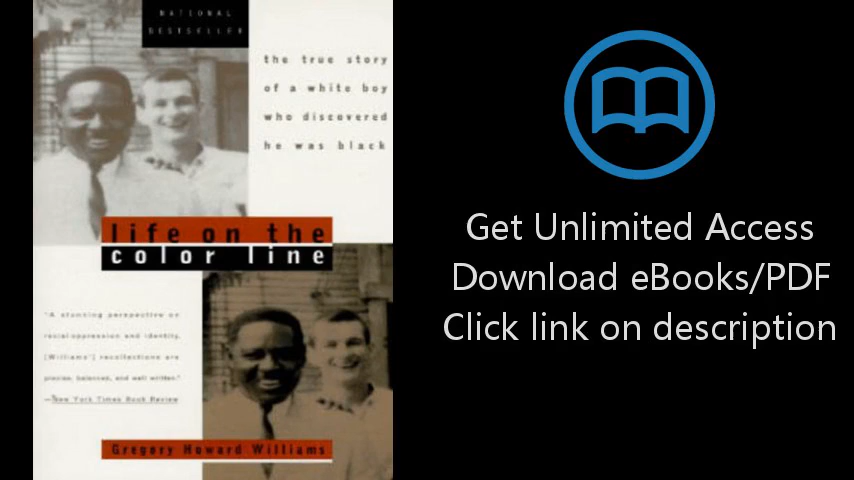 NATIONAL
BESTSELLER
the true story
of a white boy
who discovered
he was black
life on the
color line
"A stunning perspective on
racial oppression and identity.
[Williams'] recollections are
precise, balanced, and well written."
—New York Times Book Review
Gregory Howard Williams
Get Unlimited Access
Download eBooks/PDF
Click link on description